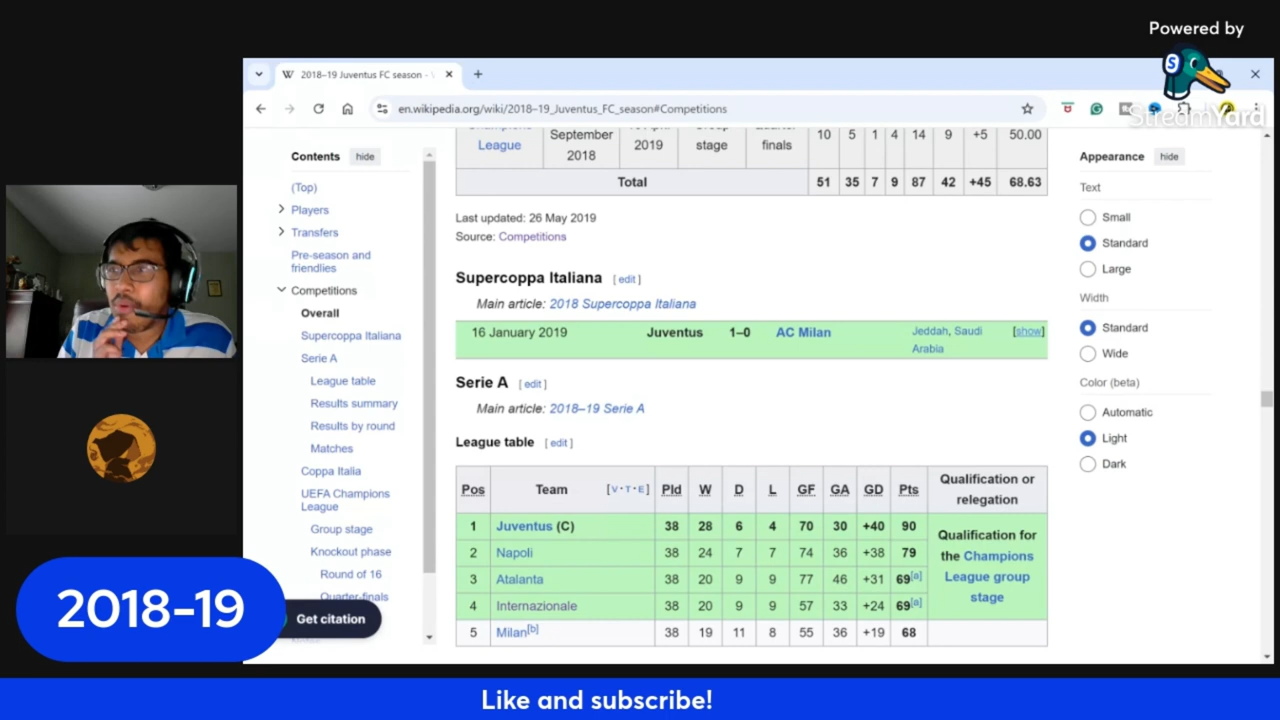 Powered by
StreamYard
2018–19 Juventus FC season -
en.wikipedia.org/wiki/2018–19_Juventus_FC_season#Competitions
Contents hide
(Top)
Players
Transfers
Pre-season and
friendlies
Competitions
Overall
Supercoppa Italiana
Serie A
League table
Results summary
Results by round
Matches
Coppa Italia
UEFA Champions
League
Group stage
Knockout phase
Round of 16
Quarter-finals
Get citation
Champions
League
September
2018
2019
stage
finals
10 5 1 4 14 9 +5 50.00
Total 51 35 7 9 87 42 +45 68.63
Last updated: 26 May 2019
Source: Competitions
Supercoppa Italiana [ edit ]
Main article: 2018 Supercoppa Italiana
16 January 2019 Juventus 1–0 AC Milan Jeddah, Saudi [show]
Arabia
Serie A [ edit ]
Main article: 2018–19 Serie A
League table [ edit ]
Pos Team [V·T·E] Pld W D L GF GA GD Pts Qualification or
relegation
1 Juventus (C) 38 28 6 4 70 30 +40 90
2 Napoli 38 24 7 7 74 36 +38 79
3 Atalanta 38 20 9 9 77 46 +31 69[a]
4 Internazionale 38 20 9 9 57 33 +24 69[a]
5 Milan[b] 38 19 11 8 55 36 +19 68
Qualification for
the Champions
League group
stage
Appearance hide
Text
Small
Standard
Large
Width
Standard
Wide
Color (beta)
Automatic
Light
Dark
2018-19
Like and subscribe!